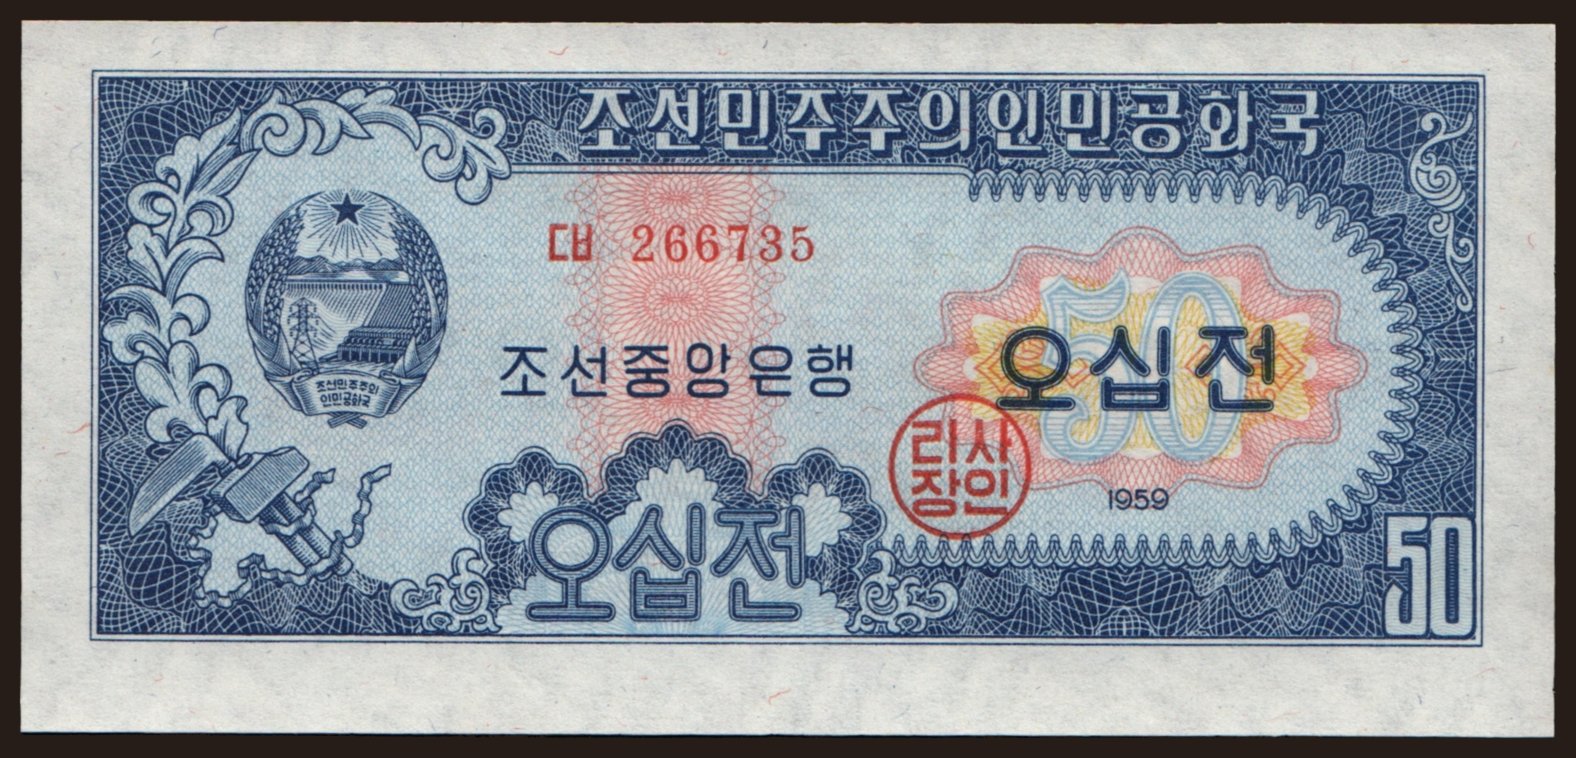 조선민주주의인민공화국
ㄷㅂ 266735
조선민주주의
인민공화국
조선중앙은행
50
오십전
리사
장인
1959
오십전
50